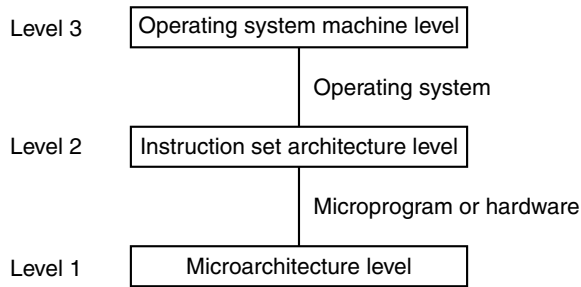 Level 3
Operating system machine level
Operating system
Level 2
Instruction set architecture level
Microprogram or hardware
Level 1
Microarchitecture level